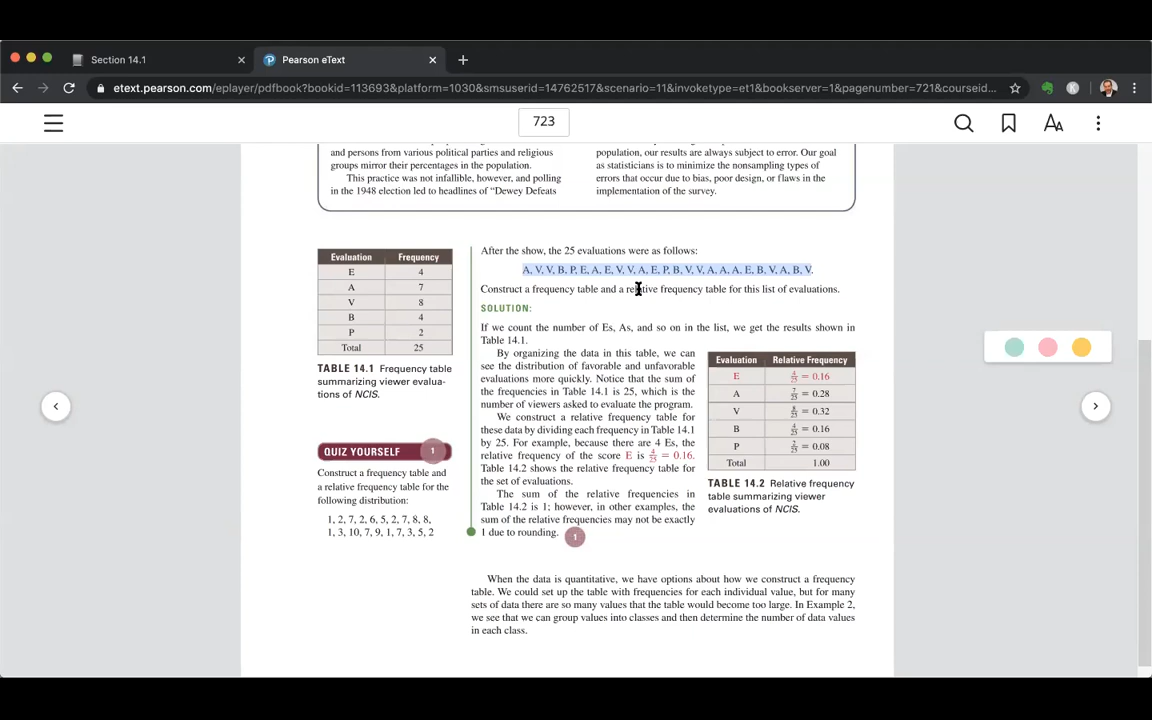 Section 14.1
Pearson eText
etext.pearson.com/eplayer/pdfbook?bookid=113693&platform=1030&smsuserid=14762517&scenario=11&invoketype=et1&bookserver=1&pagenumber=721&courseid...
723
and persons from various political parties and religious
groups mirror their percentages in the population.
This practice was not infallible, however, and polling
in the 1948 election led to headlines of “Dewey Defeats
population, our results are always subject to error. Our goal
as statisticians is to minimize the nonsampling types of
errors that occur due to bias, poor design, or flaws in the
implementation of the survey.
Evaluation Frequency
E 4
A 7
V 8
B 4
P 2
Total 25
TABLE 14.1 Frequency table
summarizing viewer evalua-
tions of NCIS.
QUIZ YOURSELF 1
Construct a frequency table and
a relative frequency table for the
following distribution:
1, 2, 7, 2, 6, 5, 2, 7, 8, 8,
1, 3, 10, 7, 9, 1, 7, 3, 5, 2
After the show, the 25 evaluations were as follows:
A, V, V, B, P, E, A, E, V, V, A, E, P, B, V, V, A, A, A, E, B, V, A, B, V.
Construct a frequency table and a relative frequency table for this list of evaluations.
SOLUTION:
If we count the number of Es, As, and so on in the list, we get the results shown in
Table 14.1.
By organizing the data in this table, we can
see the distribution of favorable and unfavorable
evaluations more quickly. Notice that the sum of
the frequencies in Table 14.1 is 25, which is the
number of viewers asked to evaluate the program.
We construct a relative frequency table for
these data by dividing each frequency in Table 14.1
by 25. For example, because there are 4 Es, the
relative frequency of the score E is 4/25 = 0.16.
Table 14.2 shows the relative frequency table for
the set of evaluations.
The sum of the relative frequencies in
Table 14.2 is 1; however, in other examples, the
sum of the relative frequencies may not be exactly
1 due to rounding. 1
Evaluation Relative Frequency
E 4/25 = 0.16
A 7/25 = 0.28
V 8/25 = 0.32
B 4/25 = 0.16
P 2/25 = 0.08
Total 1.00
TABLE 14.2 Relative frequency
table summarizing viewer
evaluations of NCIS.
When the data is quantitative, we have options about how we construct a frequency
table. We could set up the table with frequencies for each individual value, but for many
sets of data there are so many values that the table would become too large. In Example 2,
we see that we can group values into classes and then determine the number of data values
in each class.